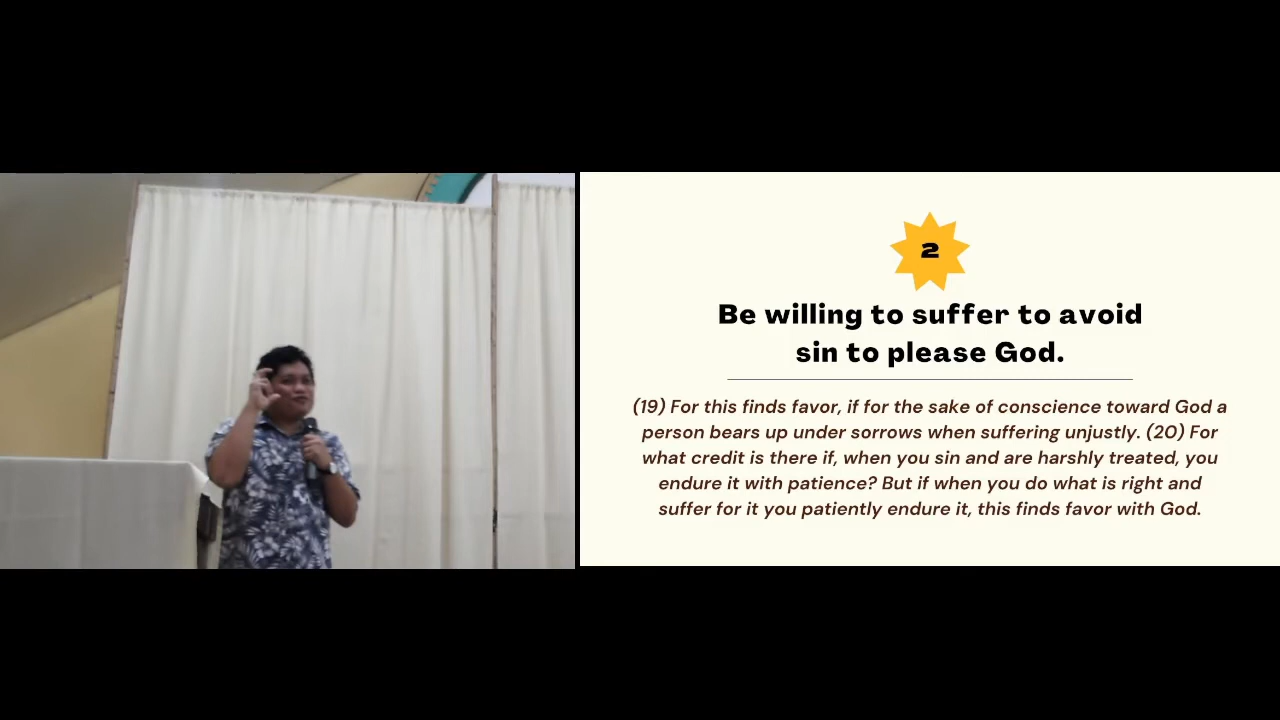 2
Be willing to suffer to avoid
sin to please God.
(19) For this finds favor, if for the sake of conscience toward God a
person bears up under sorrows when suffering unjustly. (20) For
what credit is there if, when you sin and are harshly treated, you
endure it with patience? But if when you do what is right and
suffer for it you patiently endure it, this finds favor with God.